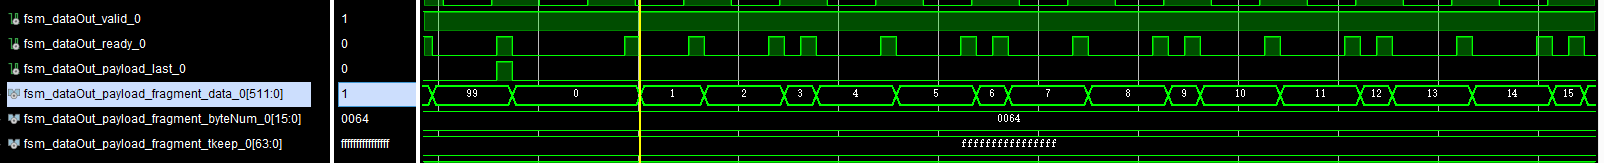 fsm_dataOut_valid_0 1
fsm_dataOut_ready_0 0
fsm_dataOut_payload_last_0 0
fsm_dataOut_payload_fragment_data_0[511:0] 1 99 0 1 2 3 4 5 6 7 8 9 10 11 12 13 14 15
fsm_dataOut_payload_fragment_byteNum_0[15:0] 0064 0064
fsm_dataOut_payload_fragment_tkeep_0[63:0] ffffffffffffffff ffffffffffffffff